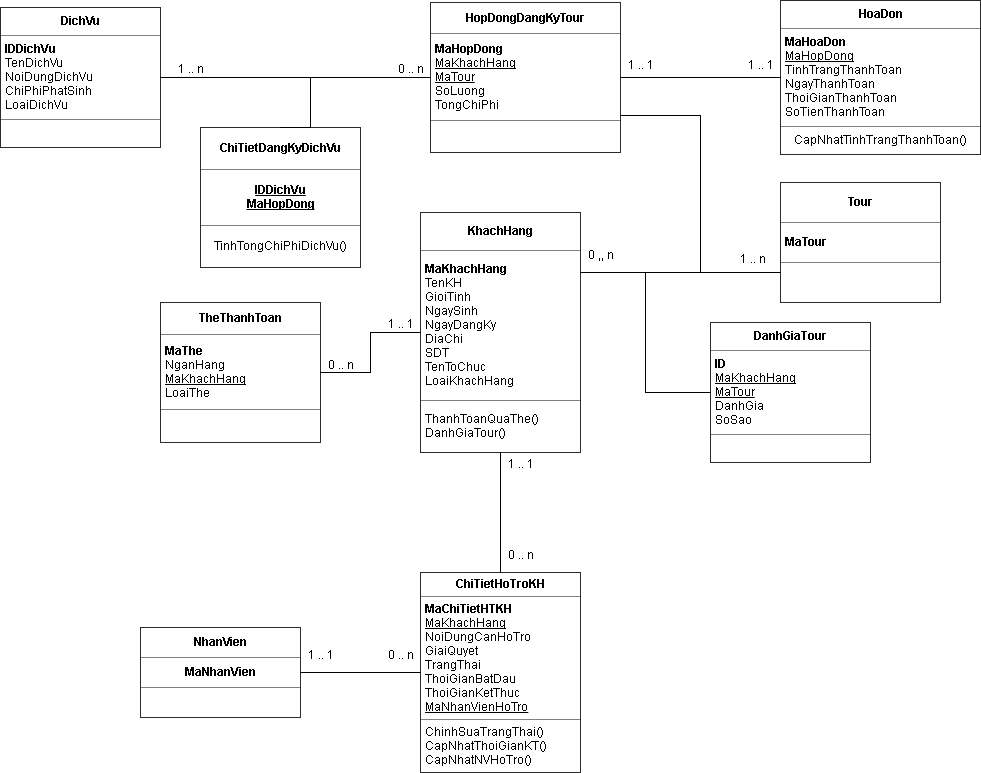 DichVu
IDDichVu
TenDichVu
NoiDungDichVu
ChiPhiPhatSinh
LoaiDichVu
1 .. n
0 .. n
HopDongDangKyTour
MaHopDong
MaKhachHang
MaTour
SoLuong
TongChiPhi
1 .. 1
1 .. 1
HoaDon
MaHoaDon
MaHopDong
TinhTrangThanhToan
NgayThanhToan
ThoiGianThanhToan
SoTienThanhToan
CapNhatTinhTrangThanhToan()
ChiTietDangKyDichVu
IDDichVu
MaHopDong
TinhTongChiPhiDichVu()
KhachHang
MaKhachHang
TenKH
GioiTinh
NgaySinh
NgayDangKy
DiaChi
SDT
TenToChuc
LoaiKhachHang
ThanhToanQuaThe()
DanhGiaTour()
0 ,, n
1 .. n
Tour
MaTour
TheThanhToan
MaThe
NganHang
MaKhachHang
LoaiThe
1 .. 1
0 .. n
DanhGiaTour
ID
MaKhachHang
MaTour
DanhGia
SoSao
1 .. 1
0 .. n
ChiTietHoTroKH
MaChiTietHTKH
MaKhachHang
NoiDungCanHoTro
GiaiQuyet
TrangThai
ThoiGianBatDau
ThoiGianKetThuc
MaNhanVienHoTro
ChinhSuaTrangThai()
CapNhatThoiGianKT()
CapNhatNVHoTro()
NhanVien
MaNhanVien
1 .. 1
0 .. n